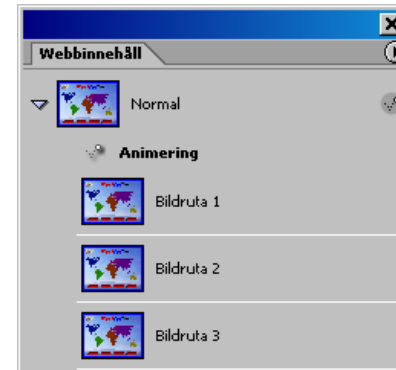 Webbinnehåll
Normal
Animering
Bildruta 1
Bildruta 2
Bildruta 3